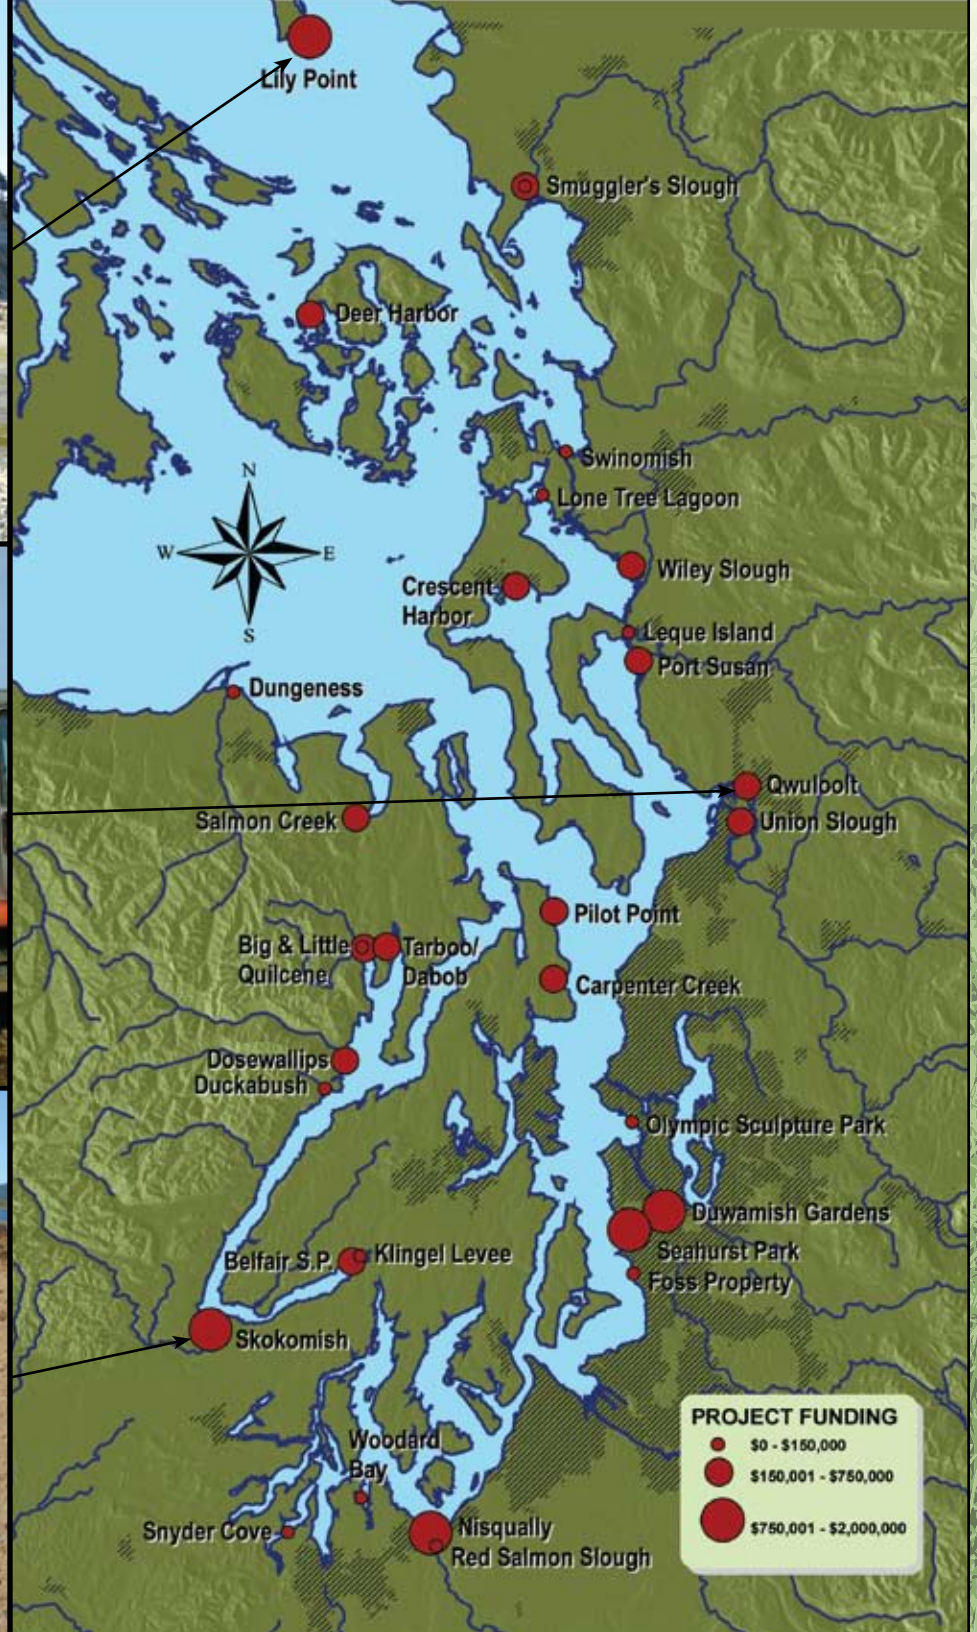 Lily Point
Smuggler's Slough
Deer Harbor
Swinomish
Lone Tree Lagoon
N
W
E
S
Wiley Slough
Crescent
Harbor
Leque Island
Port Susan
Dungeness
Qwuloolt
Salmon Creek
Union Slough
Pilot Point
Big & Little
Quilcene
Tarboo/
Dabob
Carpenter Creek
Dosewallips
Duckabush
Olympic Sculpture Park
Duwamish Gardens
Seahurst Park
Belfair S.P.
Klingel Levee
Foss Property
Skokomish
PROJECT FUNDING
$0 - $150,000
$150,001 - $750,000
$750,001 - $2,000,000
Woodard
Bay
Snyder Cove
Nisqually
Red Salmon Slough